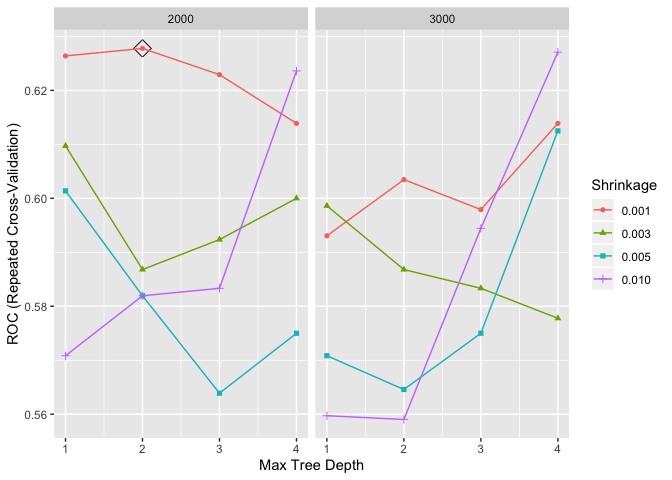 2000 3000
ROC (Repeated Cross-Validation)
0.62
0.60
0.58
0.56
1 2 3 4 1 2 3 4
Max Tree Depth
Shrinkage
0.001
0.003
0.005
0.010